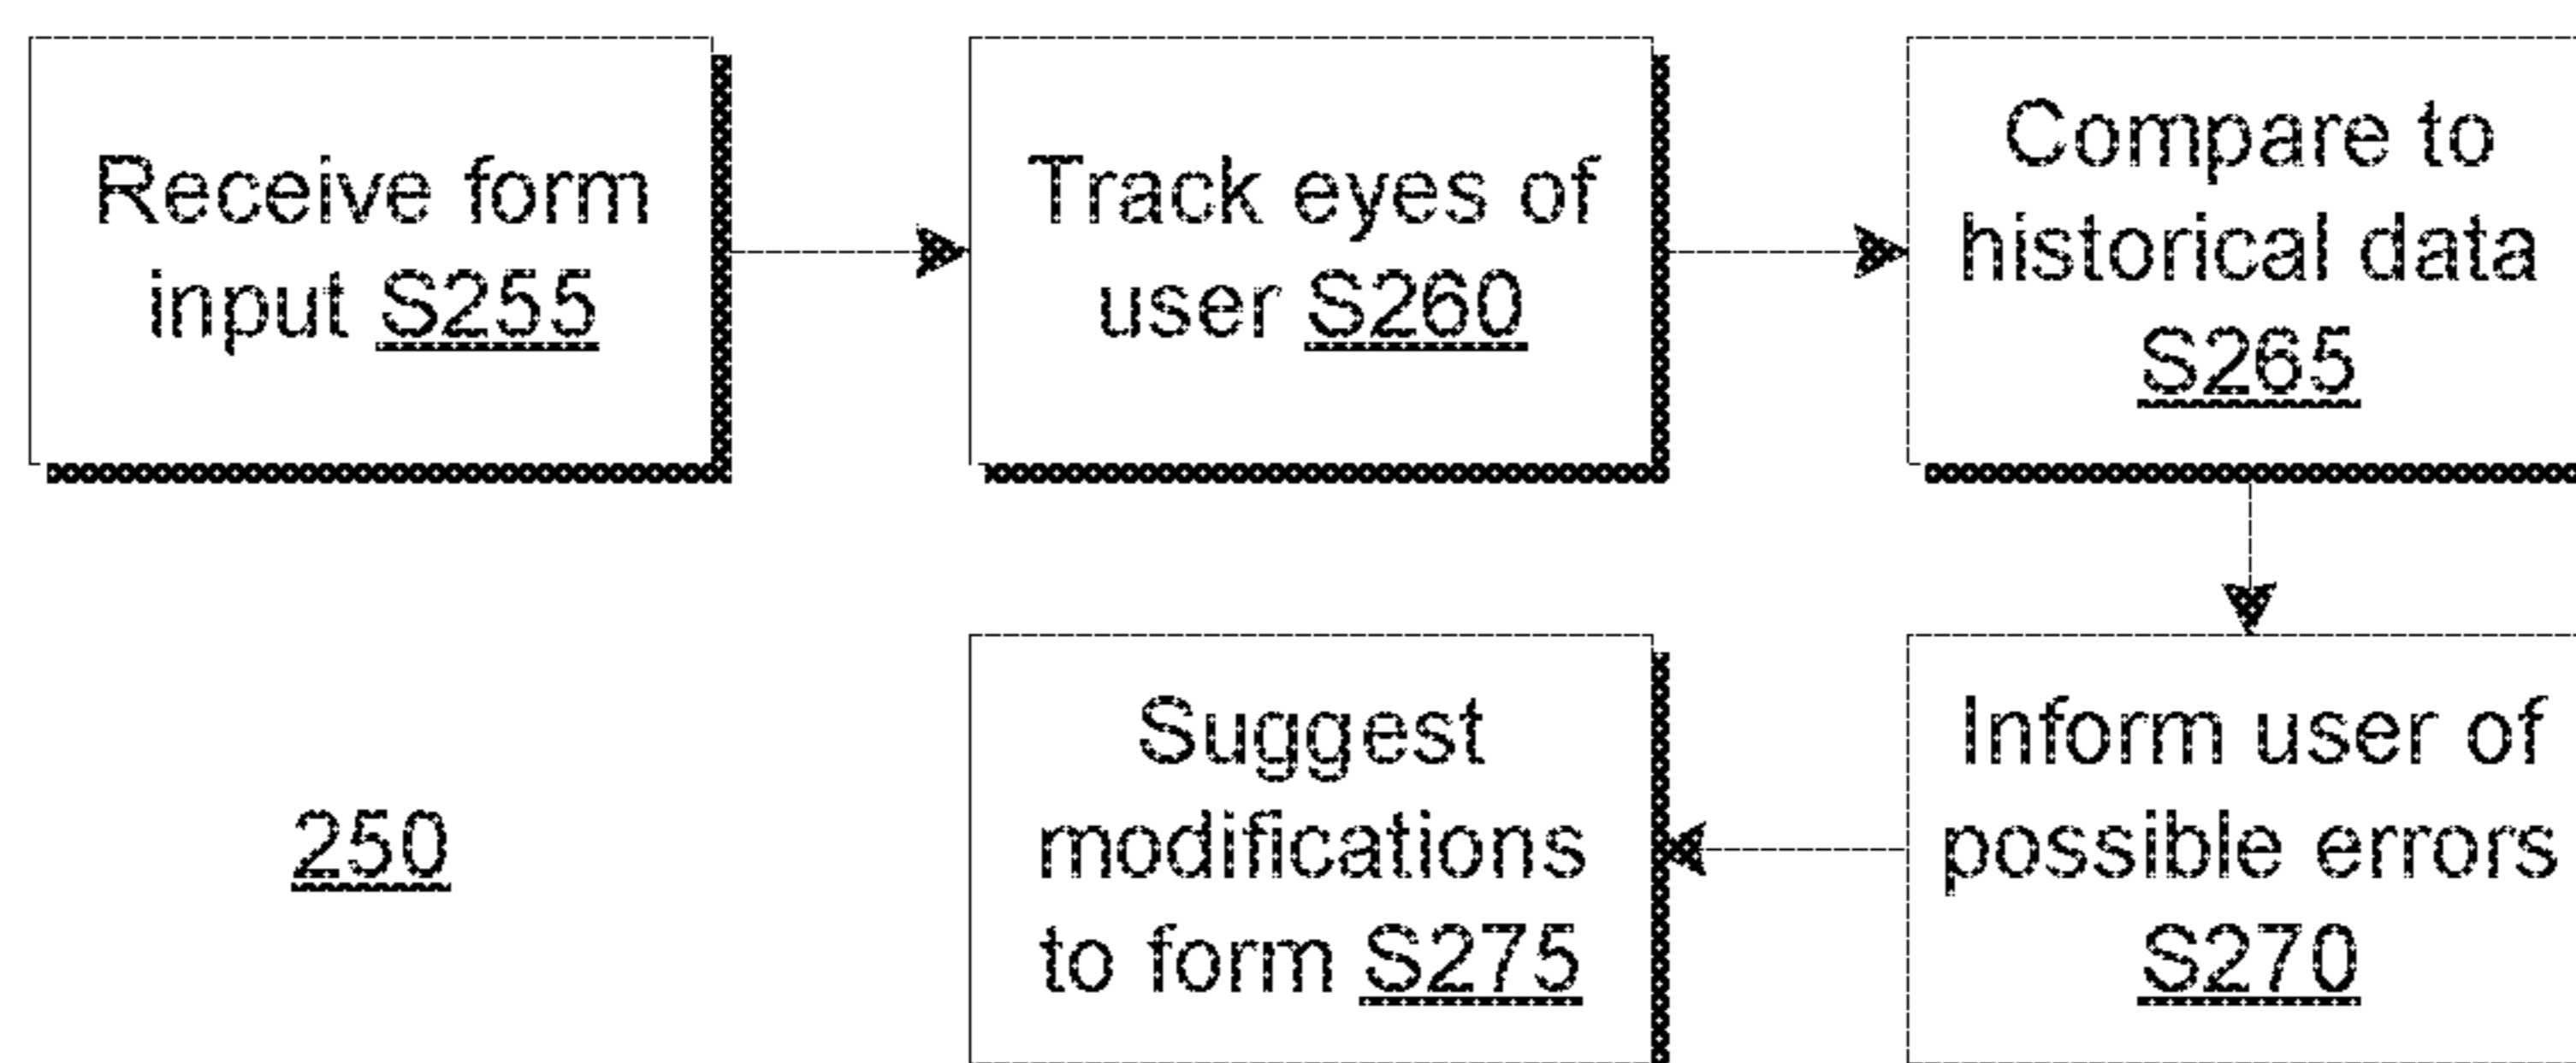 Receive form
input S255
Track eyes of
user S260
Compare to
historical data
S265
Suggest
modifications
to form S275
Inform user of
possible errors
S270
250